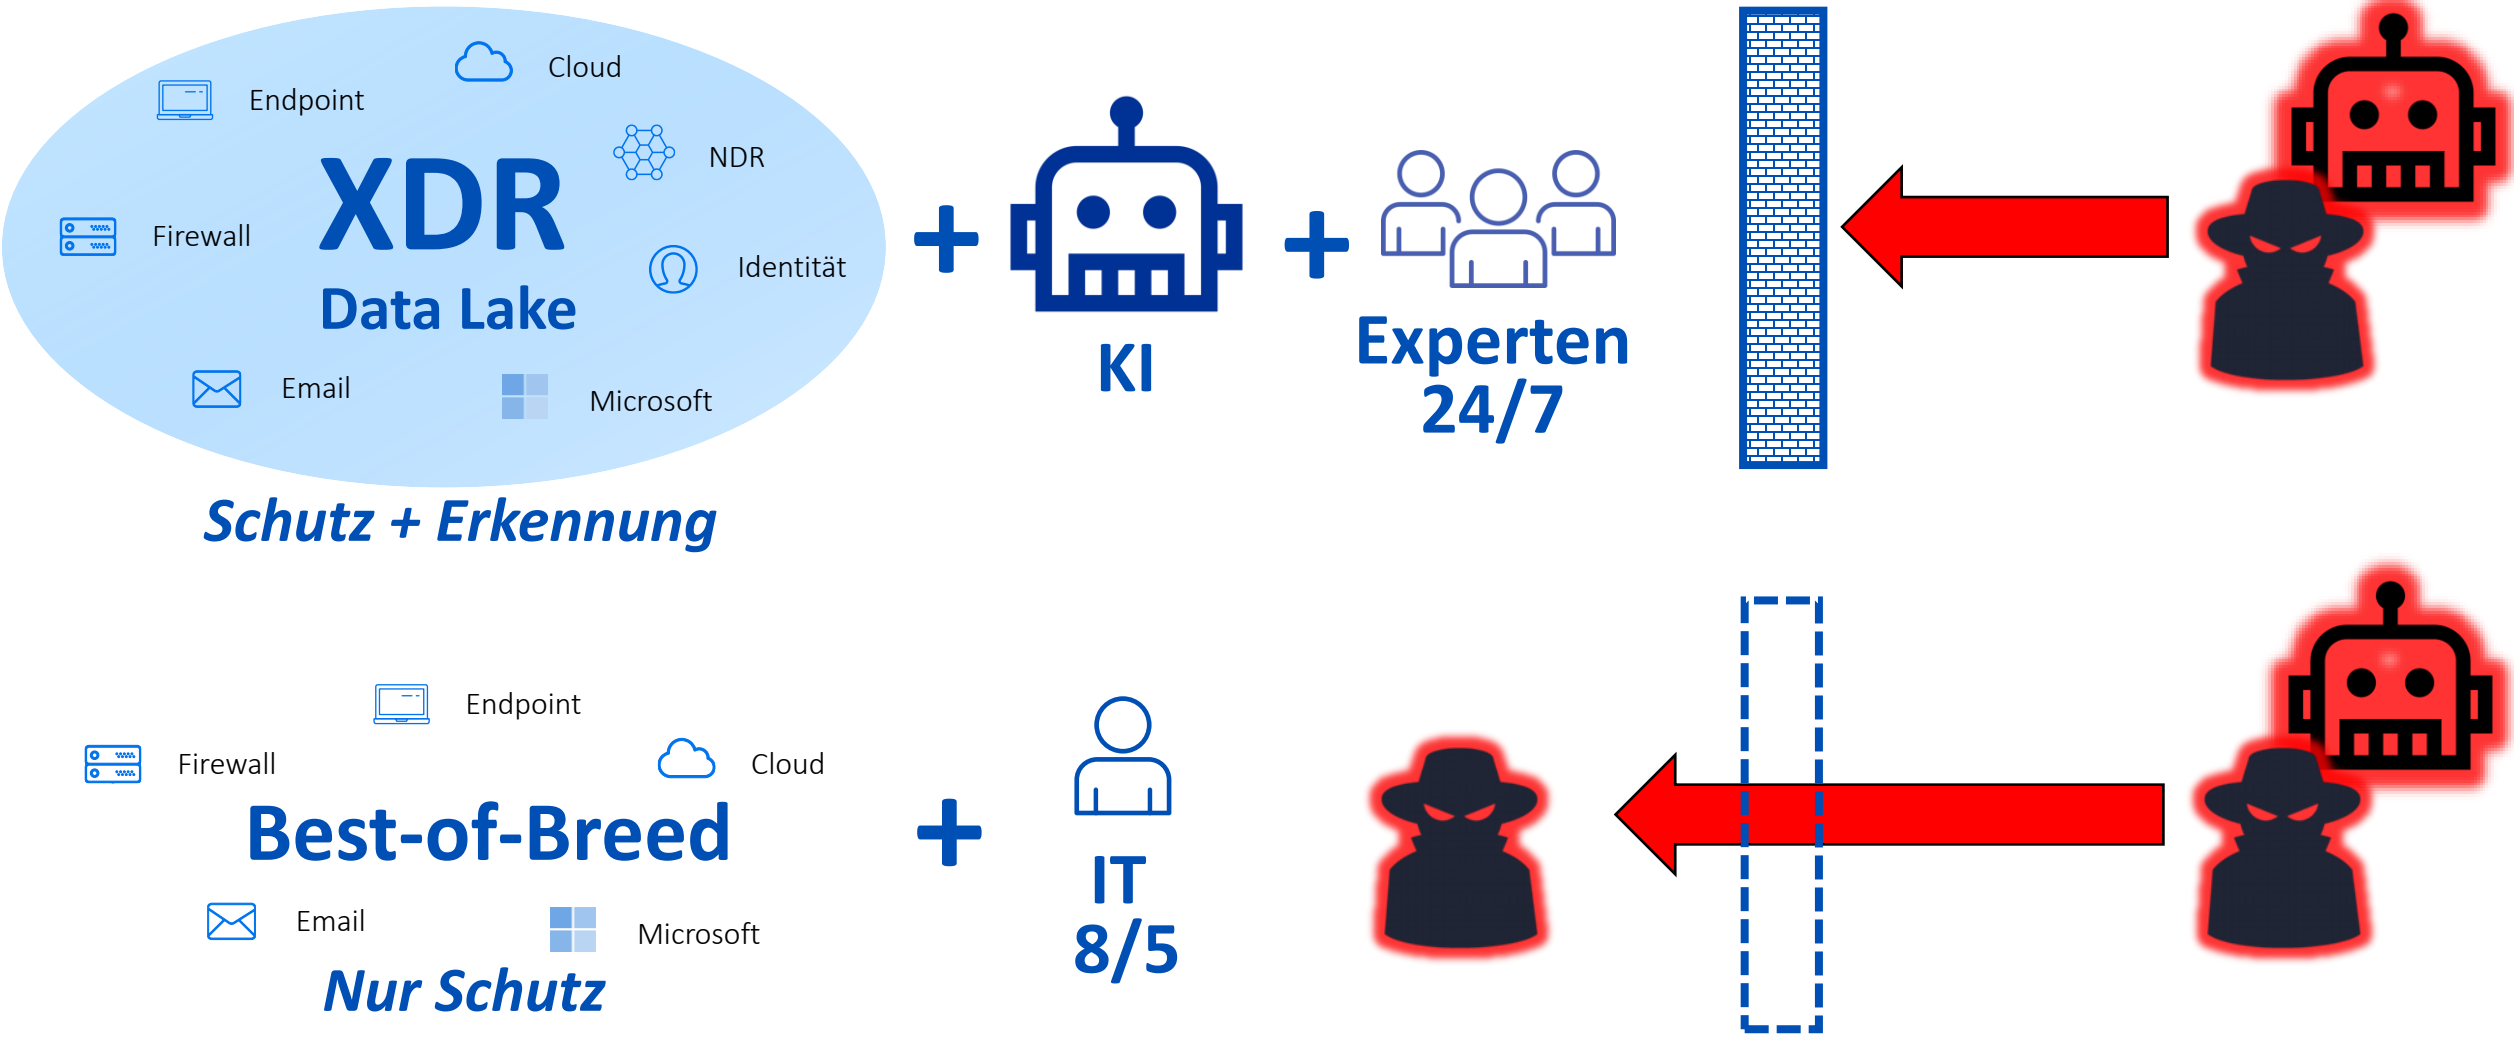 Cloud
Endpoint
NDR
XDR
Firewall
Identität
Data Lake
Email
Microsoft
Schutz + Erkennung
+
KI
+
Experten
24/7
Endpoint
Firewall
Cloud
Best-of-Breed
Email
Microsoft
Nur Schutz
+
IT
8/5